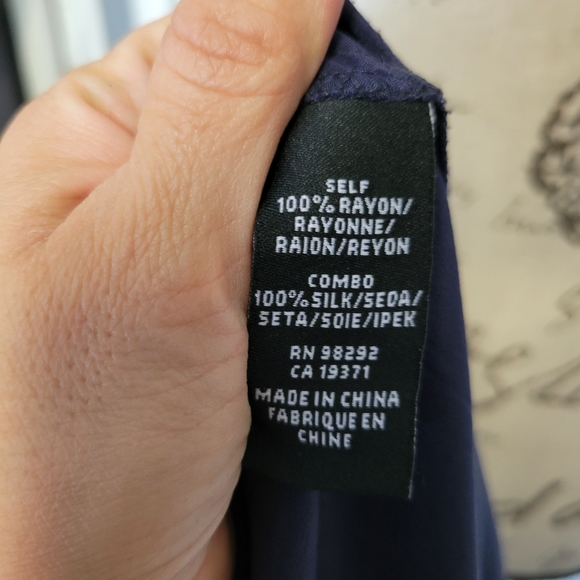 SELF
100% RAYON/
RAYONNE/
RAION/REYON
COMBO
100% SILK/SEDA/
SETA/SOIE/IPEK
RN 98292
CA 19371
MADE IN CHINA
FABRIQUE EN
CHINE